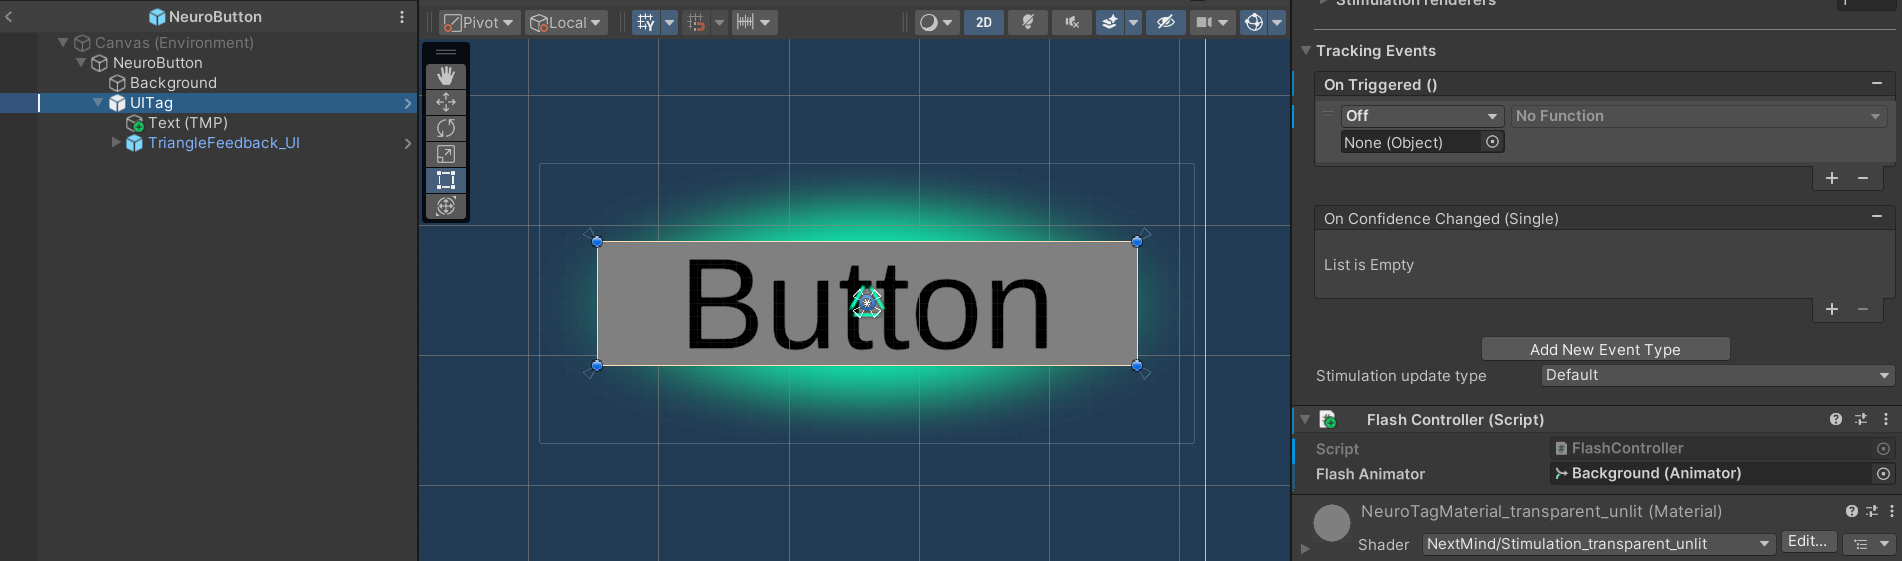 NeuroButton
Canvas (Environment)
NeuroButton
Background
UITag
Text (TMP)
TriangleFeedback_UI
Pivot
Local
2D
Button
Stimulation renderers
Tracking Events
On Triggered ()
Off
No Function
None (Object)
On Confidence Changed (Single)
List is Empty
Add New Event Type
Stimulation update type
Default
Flash Controller (Script)
Script
FlashController
Flash Animator
Background (Animator)
NeuroTagMaterial_transparent_unlit (Material)
Shader
NextMind/Stimulation_transparent_unlit
Edit...